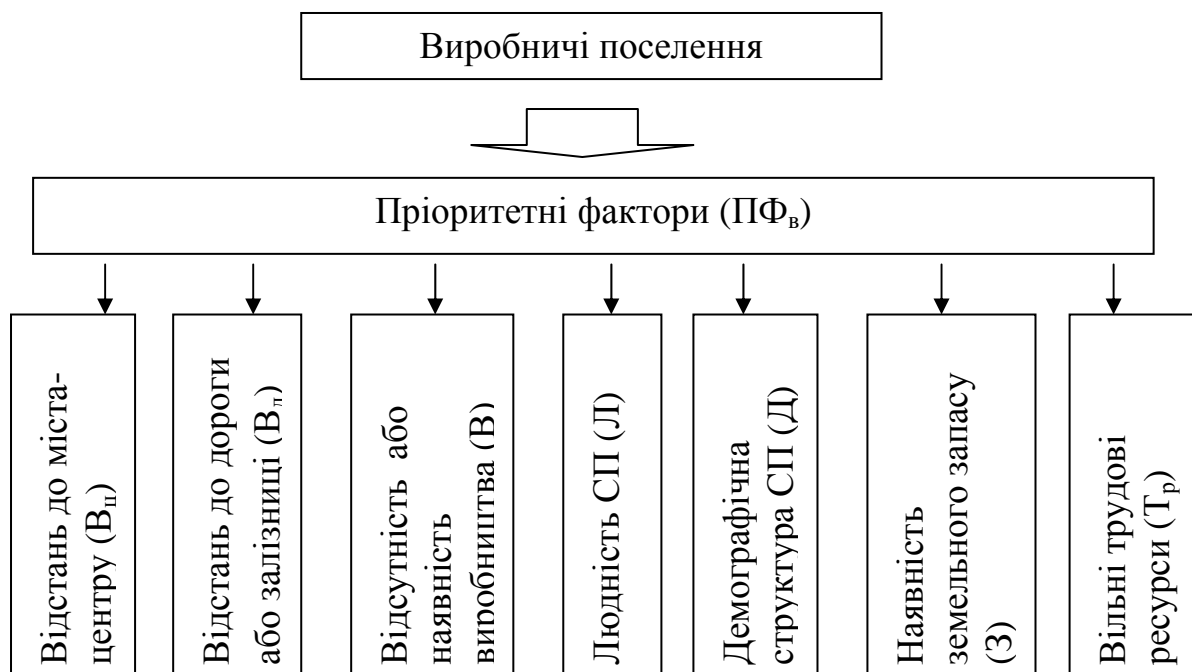 Виробничі поселення
Пріоритетні фактори (ПФв)
Відстань до міста-
центру (Вц)
Відстань до дороги
або залізниці (Вд)
Відсутність або
наявність
виробництва (В)
Людність СП (Л)
Демографічна
структура СП (Д)
Наявність
земельного запасу
(З)
Вільні трудові
ресурси (Тр)